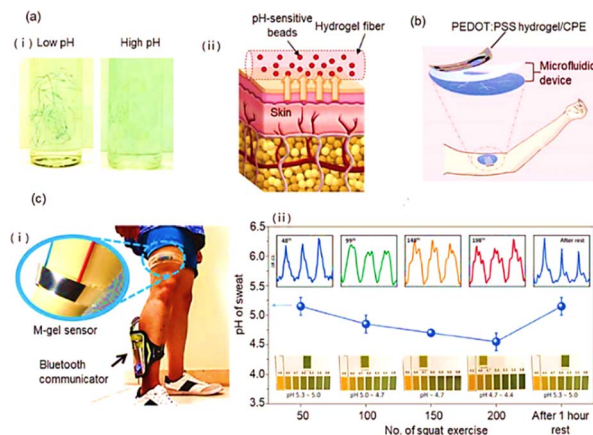 (a)
(i) Low pH High pH
(ii)
pH-sensitive
beads
Hydrogel fiber
Skin
(b)
PEDOT:PSS hydrogel/CPE
Microfluidic
device
(c)
(i)
M-gel sensor
Bluetooth
communicator
(ii)
48th 99th 148th 198th After rest
pH of sweat
6.5
6.0
5.5
5.0
4.5
4.0
3.5
pH 5.3 ~ 5.0 pH 5.0 ~ 4.7 pH ~ 4.7 pH 4.7 ~ 4.4 pH 5.3 ~ 5.0
50 100 150 200 After 1 hour
rest
No. of squat exercise